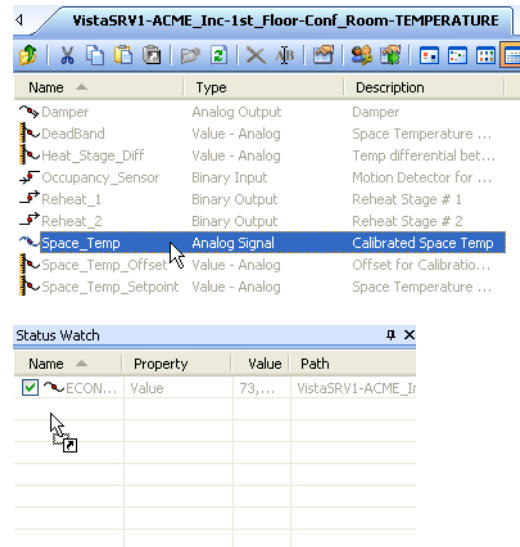 VistaSRV1-ACME_Inc-1st_Floor-Conf_Room-TEMPERATURE
Name Type Description
Damper Analog Output Damper
DeadBand Value - Analog Space Temperature ...
Heat_Stage_Diff Value - Analog Temp differential bet...
Occupancy_Sensor Binary Input Motion Detector for ...
Reheat_1 Binary Output Reheat Stage # 1
Reheat_2 Binary Output Reheat Stage # 2
Space_Temp Analog Signal Calibrated Space Temp
Space_Temp_Offset Value - Analog Offset for Calibratio...
Space_Temp_Setpoint Value - Analog Space Temperature ...
Status Watch
Name Property Value Path
ECON... Value 73,... VistaSRV1-ACME_Ir